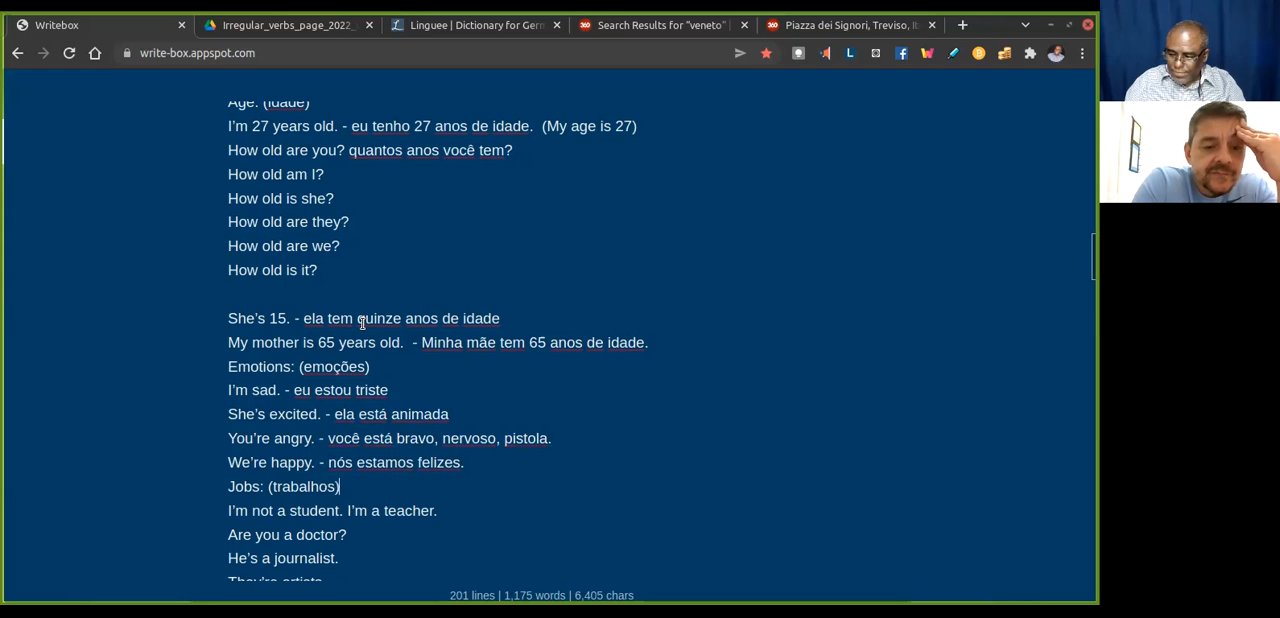 Writebox
Irregular_verbs_page_2022_
Linguee | Dictionary for Gern
Search Results for "veneto"
Piazza dei Signori, Treviso, It
write-box.appspot.com
Age: (idade)
I'm 27 years old. - eu tenho 27 anos de idade.  (My age is 27)
How old are you? quantos anos você tem?
How old am I?
How old is she?
How old are they?
How old are we?
How old is it?
She's 15. - ela tem quinze anos de idade
My mother is 65 years old.  - Minha mãe tem 65 anos de idade.
Emotions: (emoções)
I'm sad. - eu estou triste
She's excited. - ela está animada
You're angry. - você está bravo, nervoso, pistola.
We're happy. - nós estamos felizes.
Jobs: (trabalhos)
I'm not a student. I'm a teacher.
Are you a doctor?
He's a journalist.
They're artists.
201 lines | 1,175 words | 6,405 chars